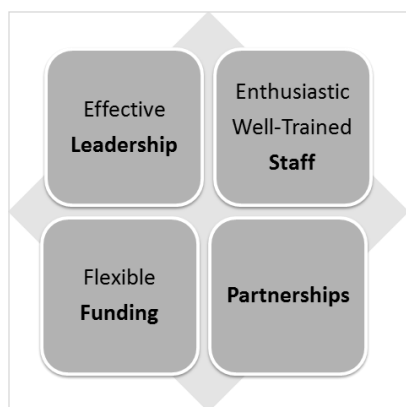 Effective
Leadership
Enthusiastic
Well-Trained
Staff
Flexible
Funding
Partnerships